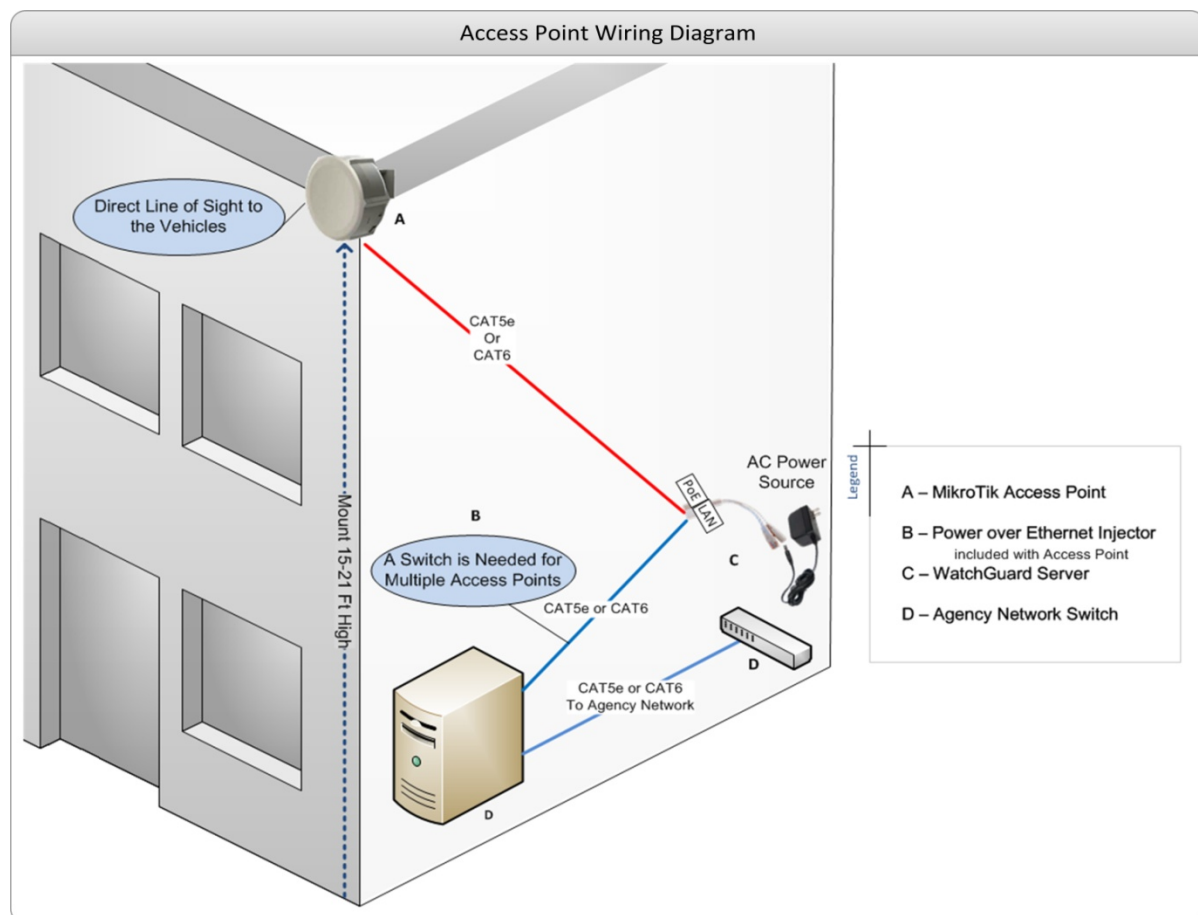 Access Point Wiring Diagram
Direct Line of Sight to
the Vehicles
A
CAT5e
Or
CAT6
Mount 15-21 Ft High
AC Power
Source
PoE
LAN
B
A Switch is Needed for
Multiple Access Points
C
CAT5e or CAT6
CAT5e or CAT6
To Agency Network
D
D
Legend
A – MikroTik Access Point
B – Power over Ethernet Injector
included with Access Point
C – WatchGuard Server
D – Agency Network Switch